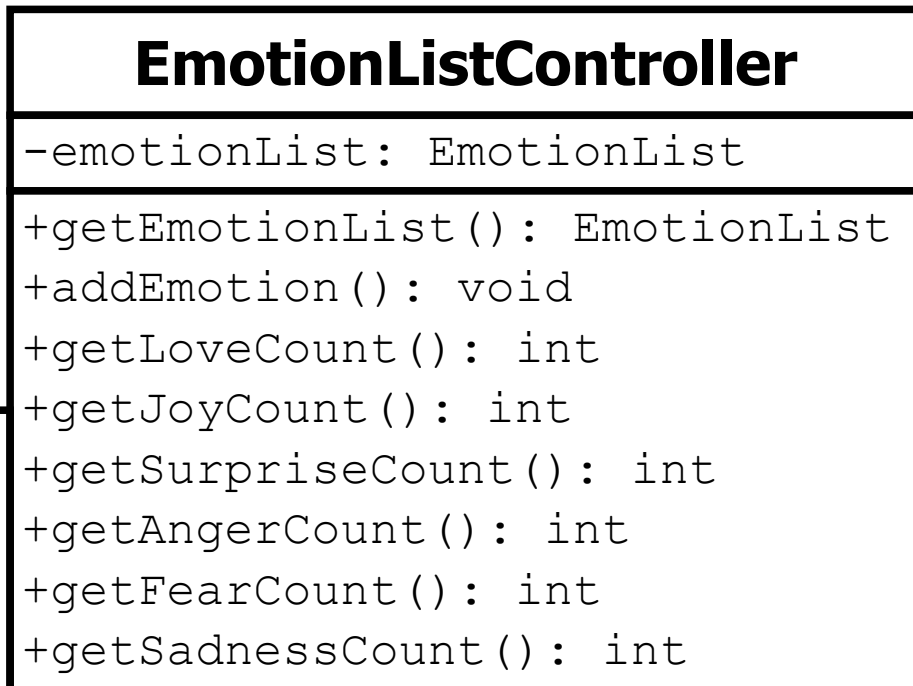 EmotionListController
-emotionList: EmotionList
+getEmotionList(): EmotionList
+addEmotion(): void
+getLoveCount(): int
+getJoyCount(): int
+getSurpriseCount(): int
+getAngerCount(): int
+getFearCount(): int
+getSadnessCount(): int